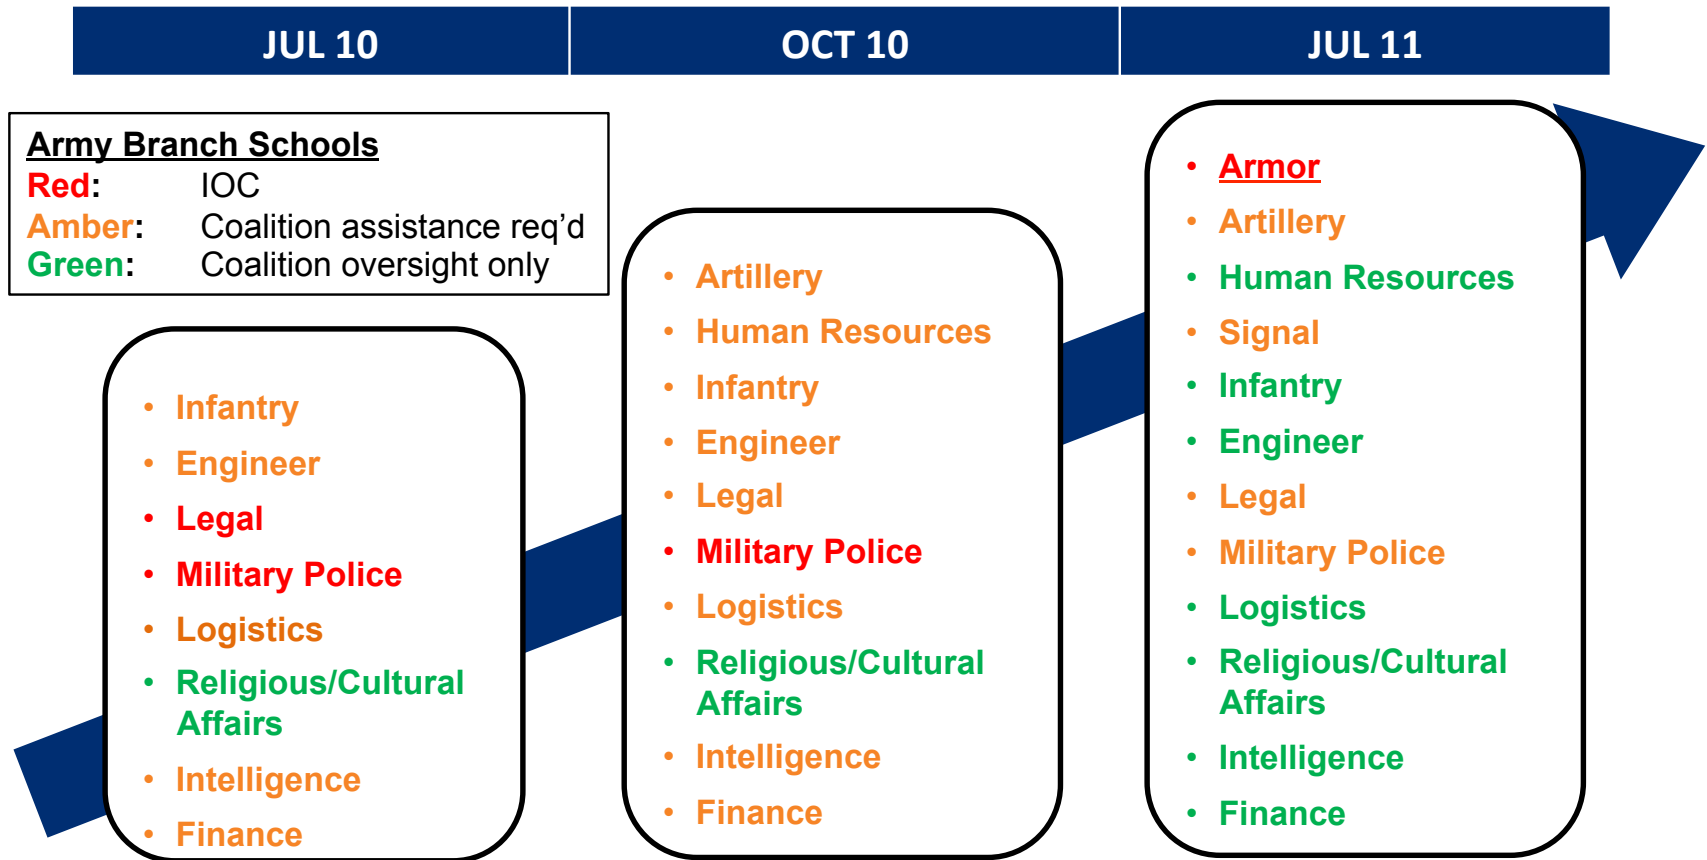 JUL 10
OCT 10
JUL 11
Army Branch Schools
Red: IOC
Amber: Coalition assistance req’d
Green: Coalition oversight only
• Infantry
• Engineer
• Legal
• Military Police
• Logistics
• Religious/Cultural
Affairs
• Intelligence
• Finance
• Artillery
• Human Resources
• Infantry
• Engineer
• Legal
• Military Police
• Logistics
• Religious/Cultural
Affairs
• Intelligence
• Finance
• Armor
• Artillery
• Human Resources
• Signal
• Infantry
• Engineer
• Legal
• Military Police
• Logistics
• Religious/Cultural
Affairs
• Intelligence
• Finance